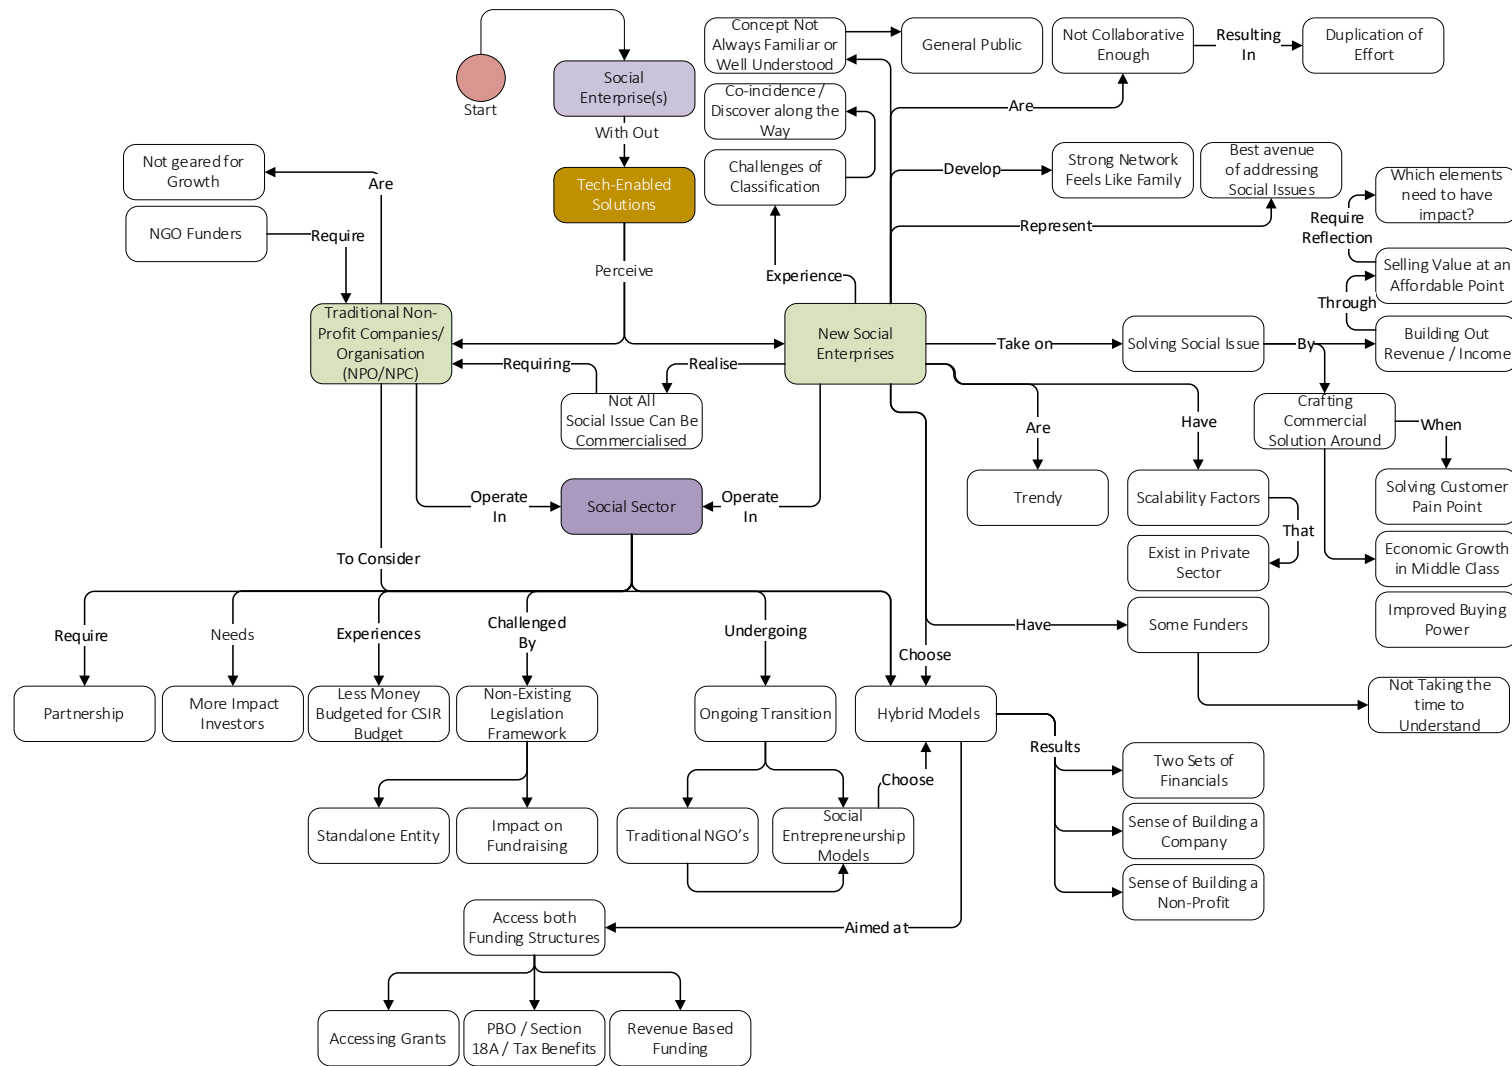 Start
Social
Enterprise(s)
With Out
Tech-Enabled
Solutions
Perceive
Concept Not
Always Familiar or
Well Understood
General Public
Co-incidence /
Discover along the
Way
Challenges of
Classification
Experience
Not Collaborative
Enough
Resulting
In
Duplication of
Effort
Are
Develop
Strong Network
Feels Like Family
Best avenue
of addressing
Social Issues
Represent
Which elements
need to have
impact?
Require
Reflection
Selling Value at an
Affordable Point
Through
Building Out
Revenue / Income
Not geared for
Growth
Are
NGO Funders
Require
Traditional Non-
Profit Companies/
Organisation
(NPO/NPC)
New Social
Enterprises
Take on
Solving Social Issue
By
Requiring
Realise
Not All
Social Issue Can Be
Commercialised
Crafting
Commercial
Solution Around
When
Solving Customer
Pain Point
Economic Growth
in Middle Class
Improved Buying
Power
Are
Trendy
Have
Scalability Factors
That
Exist in Private
Sector
Operate
In
Social Sector
Operate
In
To Consider
Have
Some Funders
Not Taking the
time to
Understand
Require
Partnership
Needs
More Impact
Investors
Experiences
Less Money
Budgeted for CSIR
Budget
Challenged
By
Non-Existing
Legislation
Framework
Undergoing
Ongoing Transition
Choose
Hybrid Models
Results
Two Sets of
Financials
Sense of Building a
Company
Sense of Building a
Non-Profit
Standalone Entity
Impact on
Fundraising
Traditional NGO's
Social
Entrepreneurship
Models
Choose
Aimed at
Access both
Funding Structures
Accessing Grants
PBO / Section
18A / Tax Benefits
Revenue Based
Funding